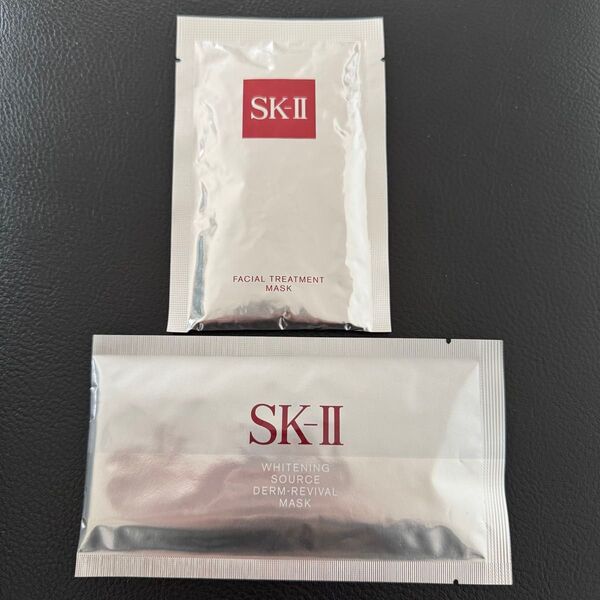 SK-II
FACIAL TREATMENT
MASK
SK-II
WHITENING
SOURCE
DERM-REVIVAL
MASK